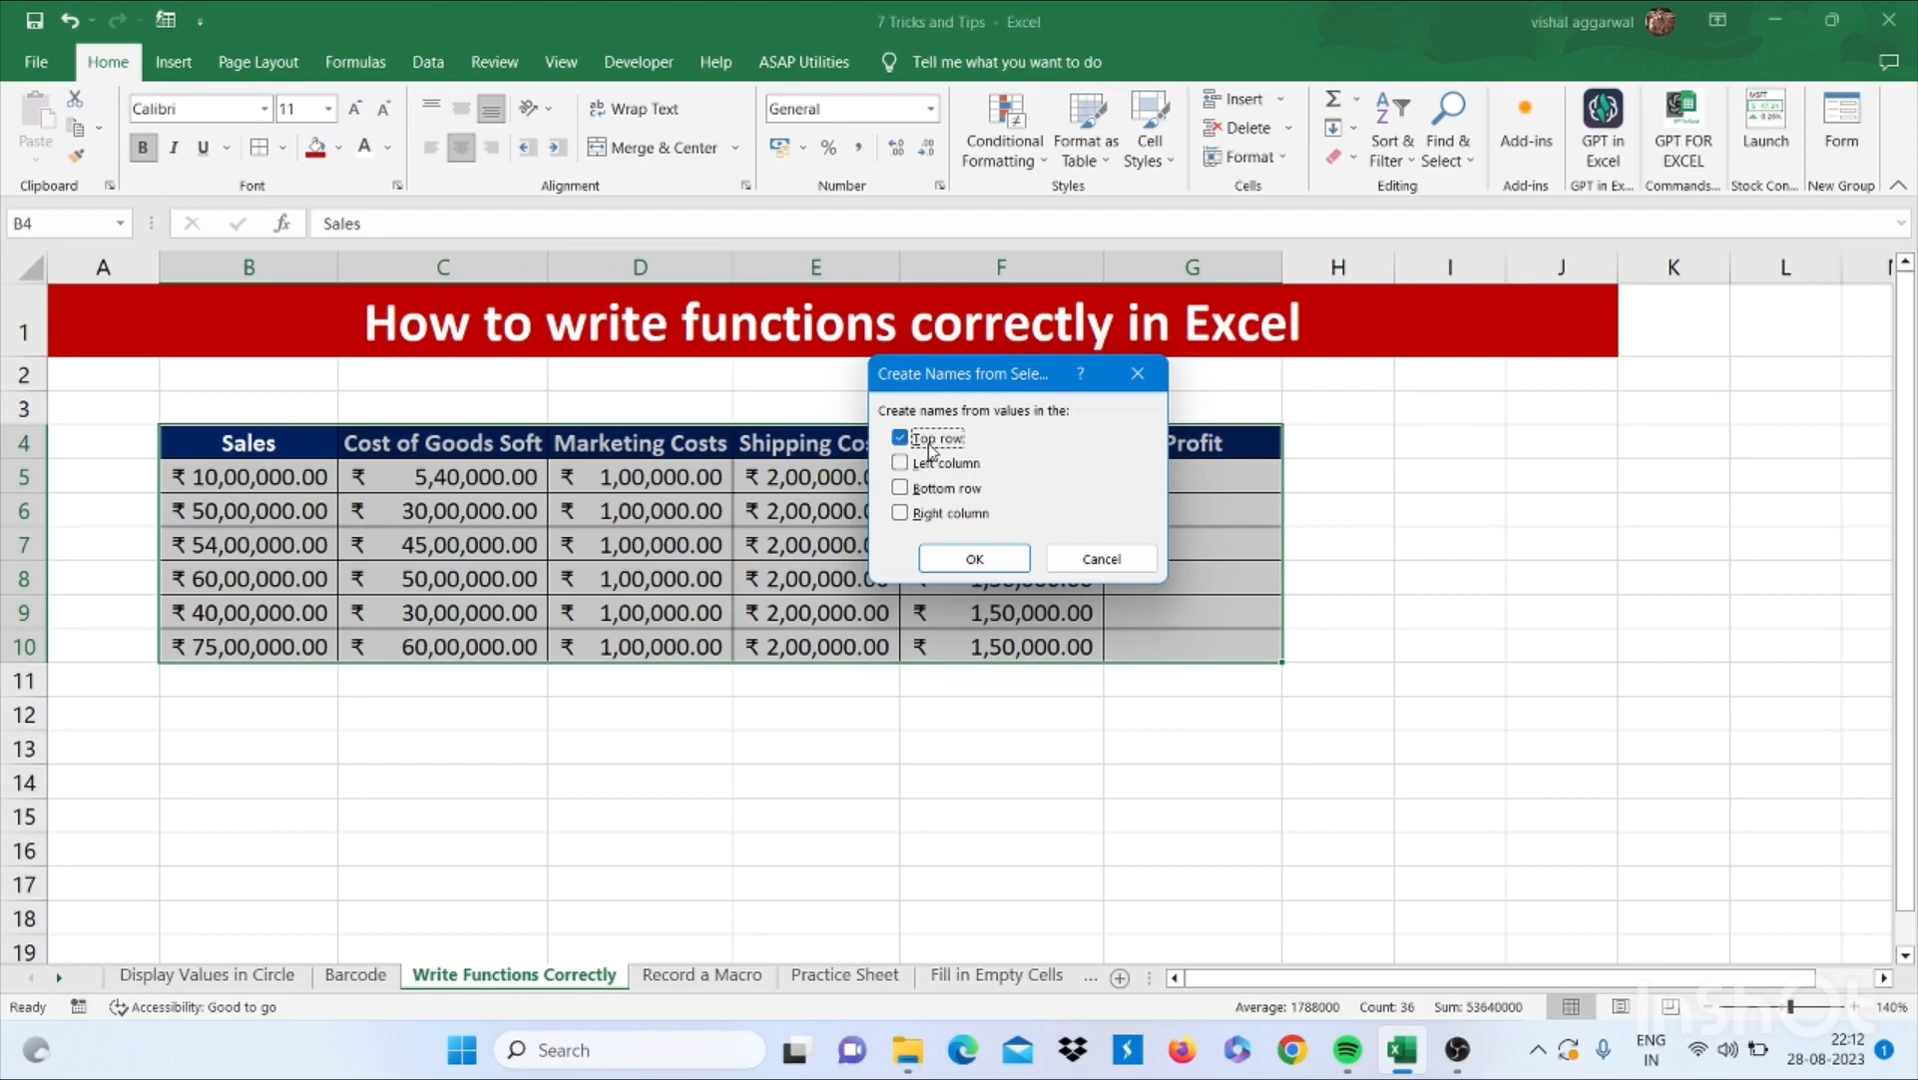 7 Tricks and Tips - Excel
vishal aggarwal
File Home Insert Page Layout Formulas Data Review View Developer Help ASAP Utilities Tell me what you want to do
Paste
Clipboard
Calibri 11
B I U
Font
Wrap Text
Merge & Center
Alignment
General
Number
Conditional Formatting
Format as Table
Cell Styles
Styles
Insert
Delete
Format
Cells
Sort & Filter
Find & Select
Editing
Add-ins
Add-ins
GPT in Excel
GPT in Ex...
GPT FOR EXCEL
Commands...
Launch
Stock Con...
Form
New Group
B4 fx Sales
A B C D E F G H I J K L
1 How to write functions correctly in Excel
2
3
4 Sales Cost of Goods Soft Marketing Costs Shipping Co Profit
5 ₹ 10,00,000.00 ₹ 5,40,000.00 ₹ 1,00,000.00 ₹ 2,00,000.
6 ₹ 50,00,000.00 ₹ 30,00,000.00 ₹ 1,00,000.00 ₹ 2,00,000.
7 ₹ 54,00,000.00 ₹ 45,00,000.00 ₹ 1,00,000.00 ₹ 2,00,000.
8 ₹ 60,00,000.00 ₹ 50,00,000.00 ₹ 1,00,000.00 ₹ 2,00,000.
9 ₹ 40,00,000.00 ₹ 30,00,000.00 ₹ 1,00,000.00 ₹ 2,00,000.00 ₹ 1,50,000.00
10 ₹ 75,00,000.00 ₹ 60,00,000.00 ₹ 1,00,000.00 ₹ 2,00,000.00 ₹ 1,50,000.00
11
12
13
14
15
16
17
18
19
Create Names from Sele... ?
Create names from values in the:
Top row
Left column
Bottom row
Right column
OK Cancel
Display Values in Circle Barcode Write Functions Correctly Record a Macro Practice Sheet Fill in Empty Cells ...
Ready Accessibility: Good to go Average: 1788000 Count: 36 Sum: 53640000 140%
InShOt
Search
ENG
IN
22:12
28-08-2023
1